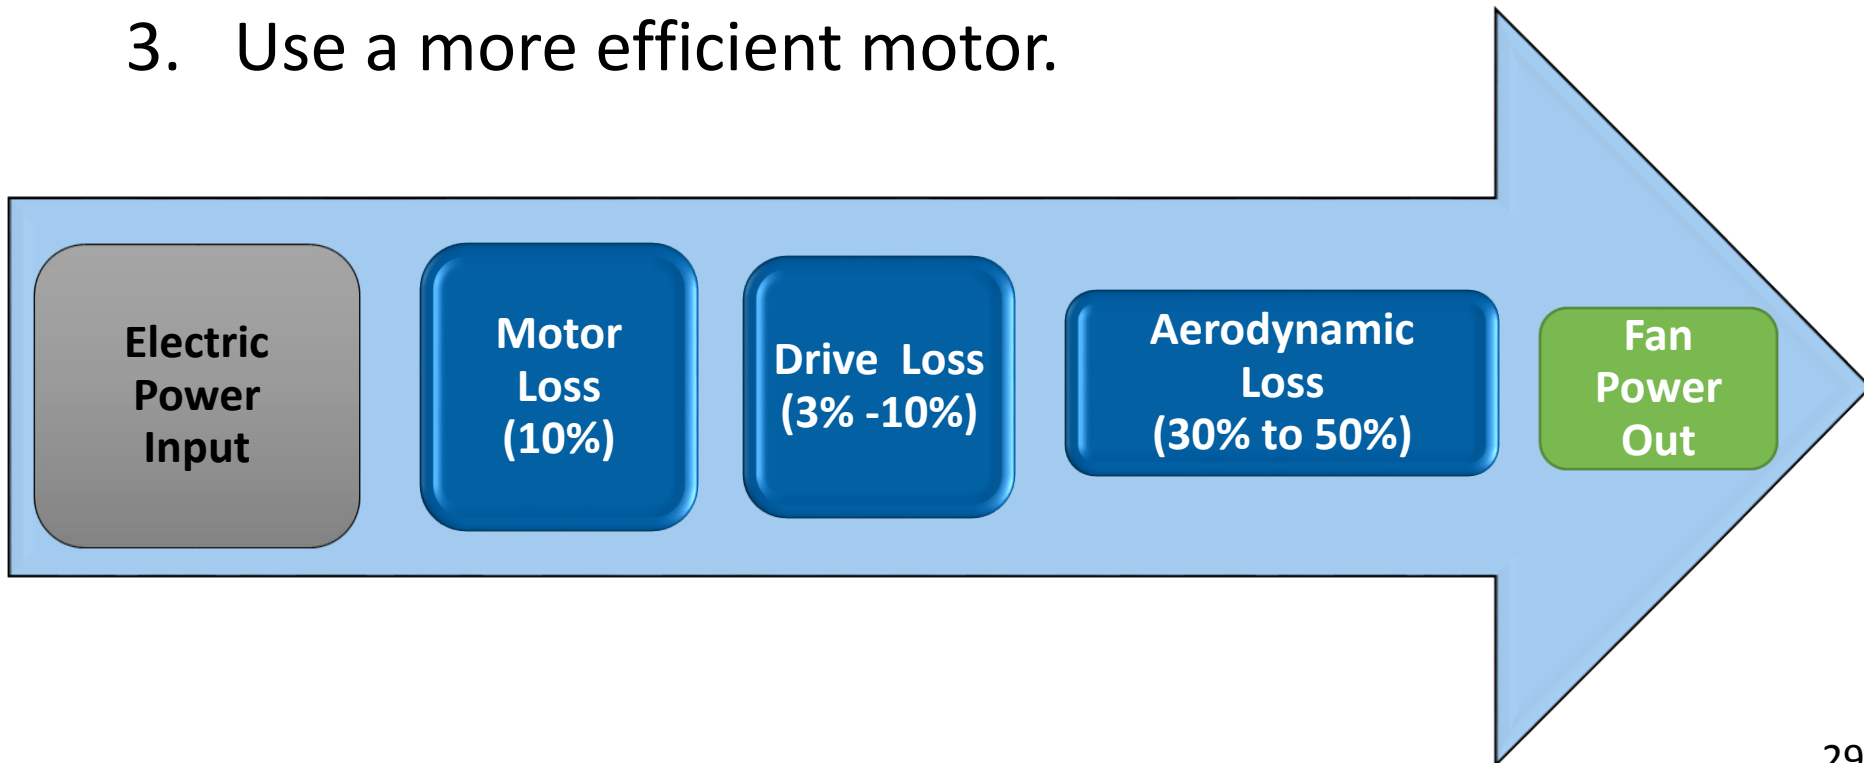 3. Use a more efficient motor.
Electric
Power
Input
Motor
Loss
(10%)
Drive  Loss
(3% -10%)
Aerodynamic
Loss
(30% to 50%)
Fan
Power
Out
29